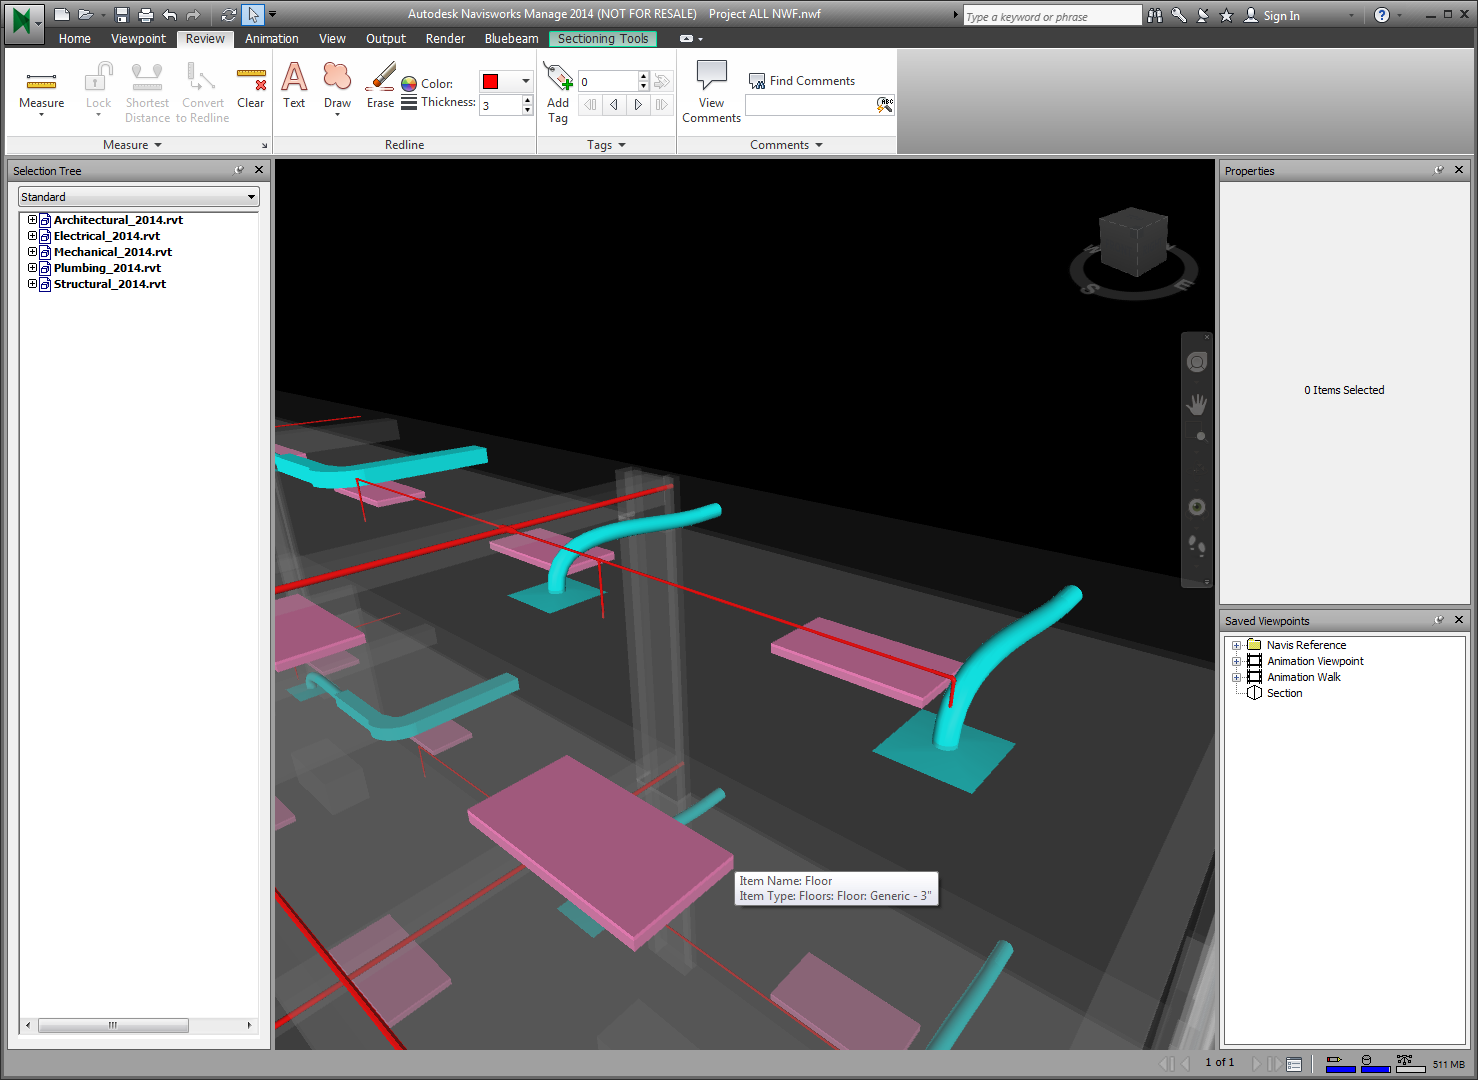 Autodesk Navisworks Manage 2014 (NOT FOR RESALE) Project ALL NWF.nwf
Type a keyword or phrase
Sign In
Home Viewpoint Review Animation View Output Render Bluebeam Sectioning Tools
Measure
Lock
Shortest Distance
Convert to Redline
Clear
Text
Draw
Erase
Color:
Thickness: 3
Add Tag
0
View Comments
Find Comments
Measure
Redline
Tags
Comments
Selection Tree
Standard
Architectural_2014.rvt
Electrical_2014.rvt
Mechanical_2014.rvt
Plumbing_2014.rvt
Structural_2014.rvt
S
E
Item Name: Floor
Item Type: Floors: Floor: Generic - 3"
Properties
0 Items Selected
Saved Viewpoints
Navis Reference
Animation Viewpoint
Animation Walk
Section
1 of 1
511 MB